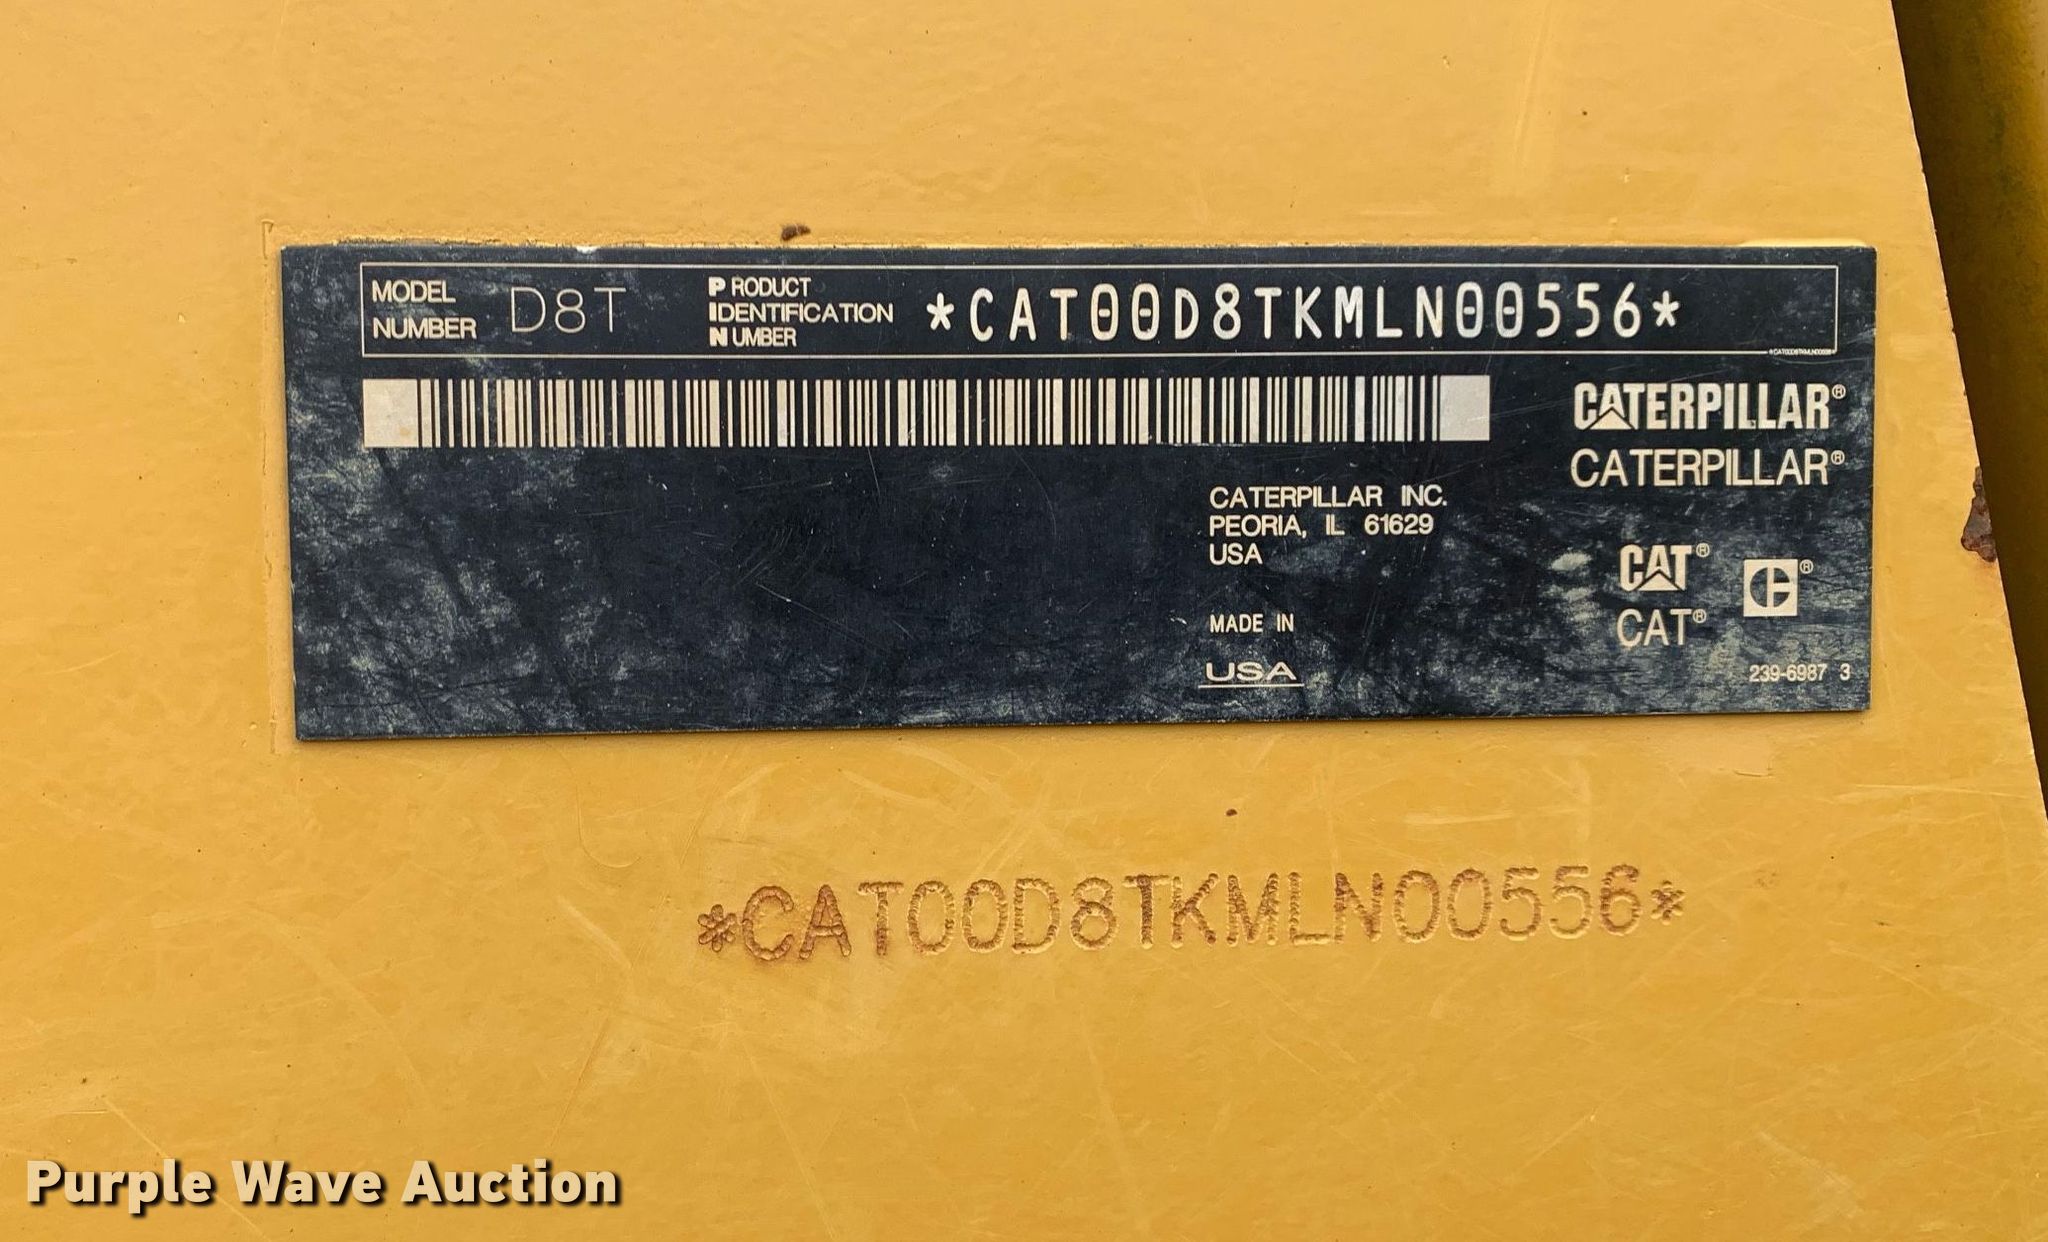 MODEL NUMBER D8T
PRODUCT IDENTIFICATION NUMBER *CAT00D8TKMLN00556*
*CAT00D8TKMLN00556*
CATERPILLAR®
CATERPILLAR®
CATERPILLAR INC.
PEORIA, IL 61629
USA
CAT®
CAT®
MADE IN
USA
239-6987 3
*CAT00D8TKMLN00556*
Purple Wave Auction